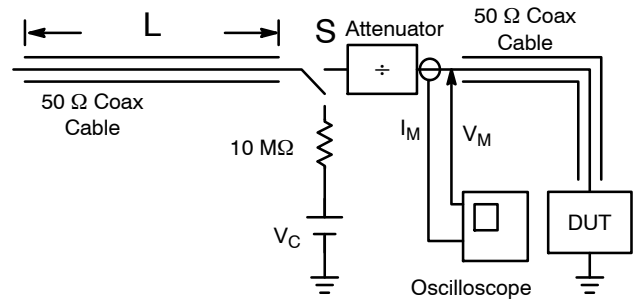 L
S
Attenuator
÷
50 Ω Coax
Cable
50 Ω Coax
Cable
10 MΩ
I_M
V_M
V_C
DUT
Oscilloscope